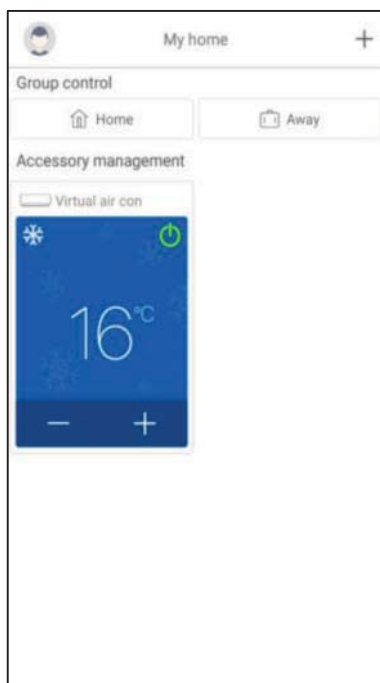 My home
Group control
Home
Away
Accessory management
Virtual air con
16°C